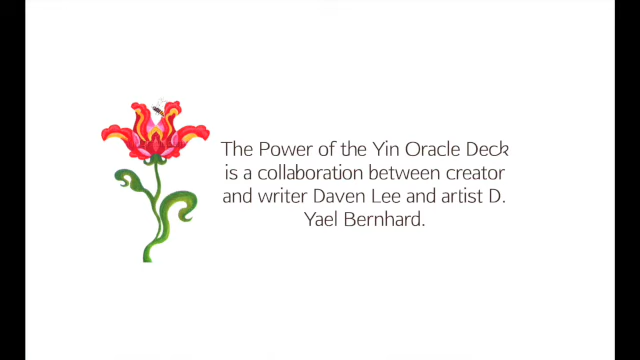 The Power of the Yin Oracle Deck
is a collaboration between creator
and writer Daven Lee and artist D.
Yael Bernhard.